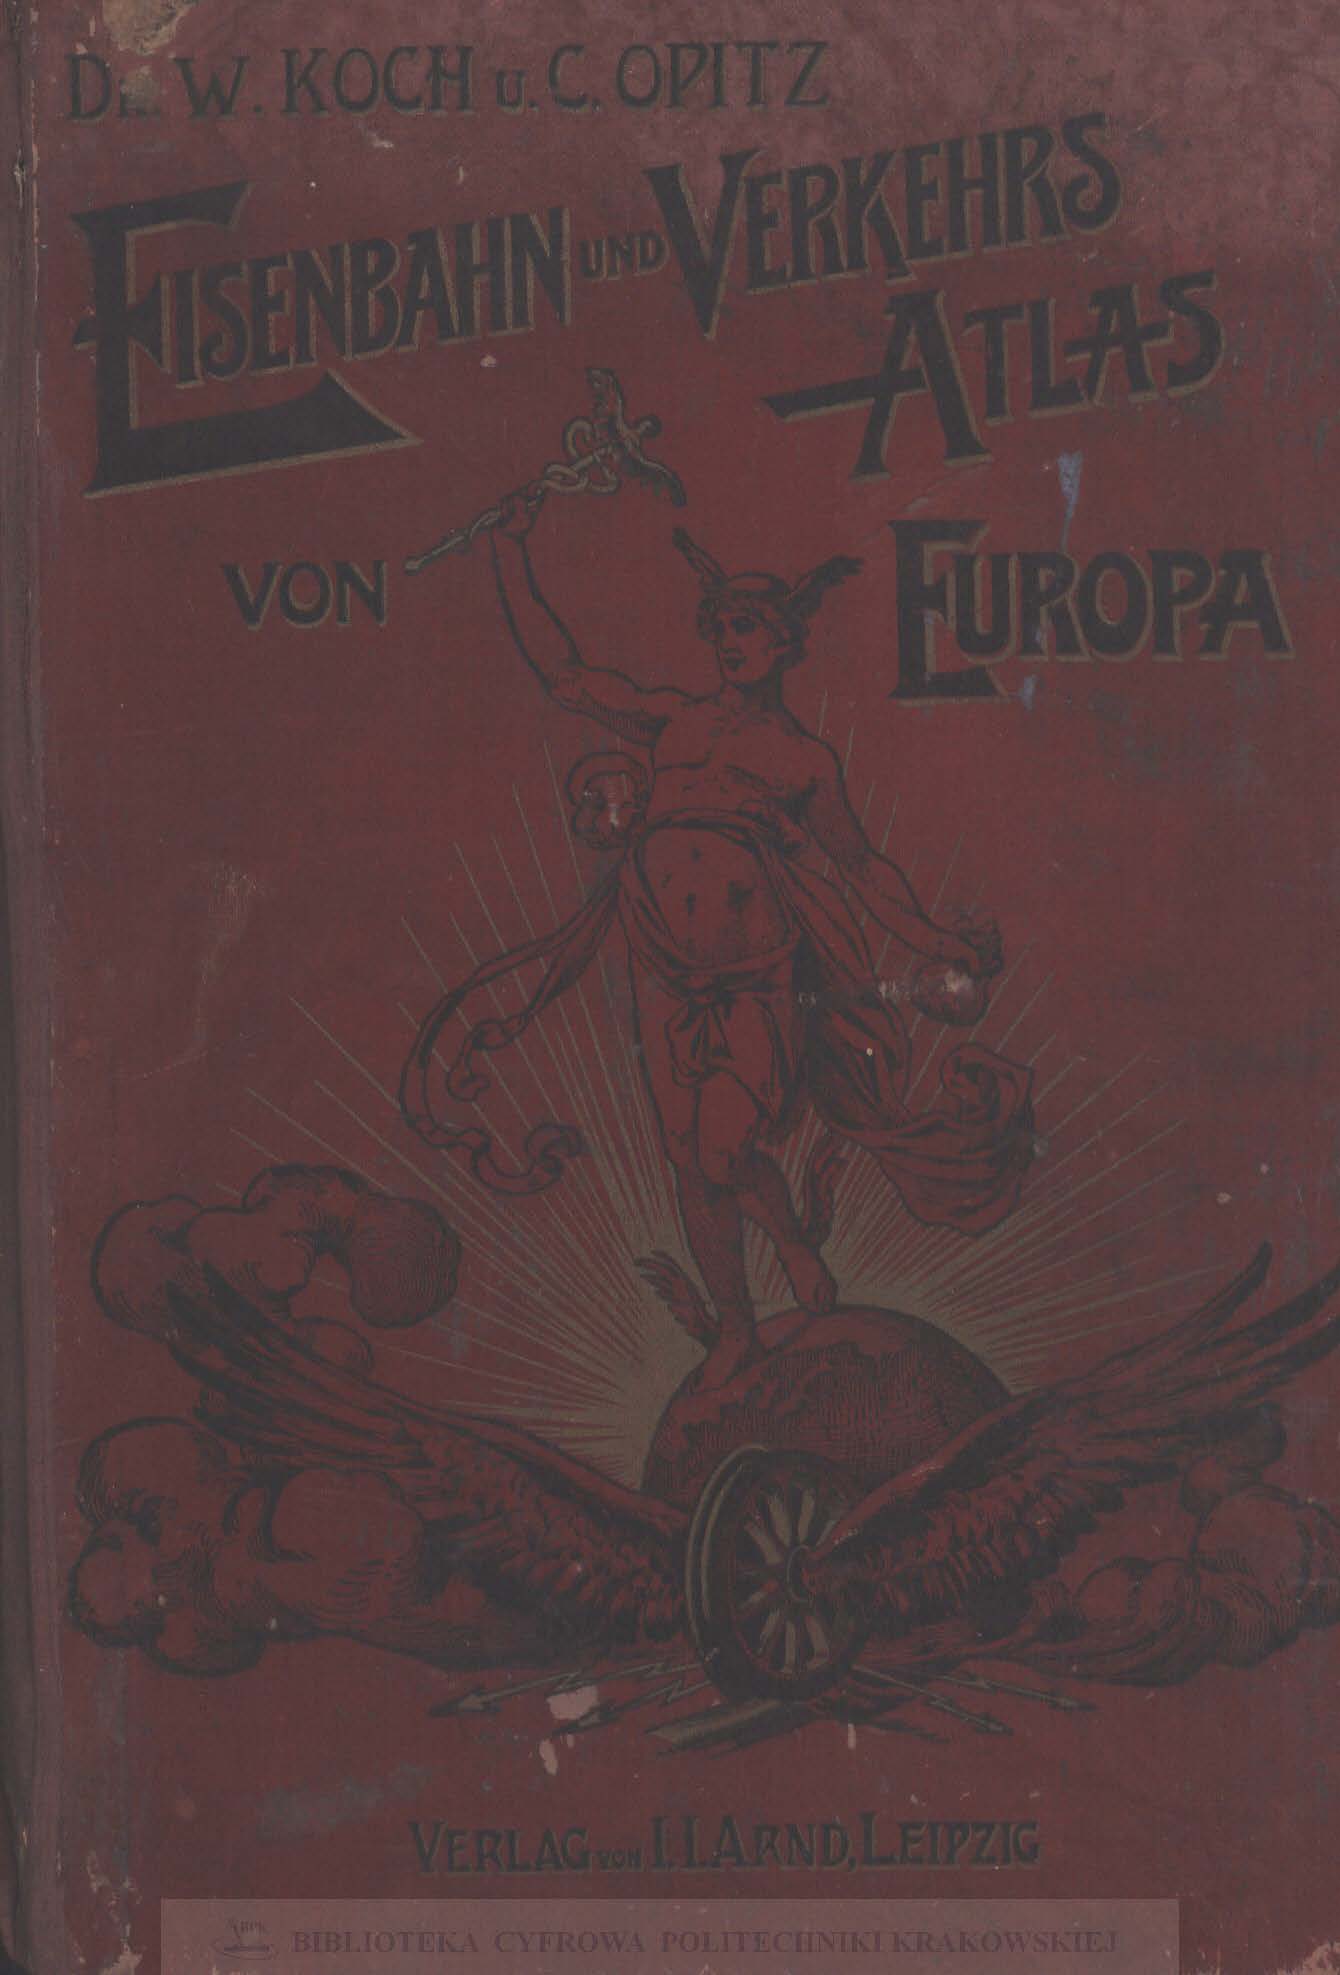 Dr. W. KOCH u. C. OPITZ
EISENBAHN UND VERKEHRS
ATLAS
VON EUROPA
VERLAG VON I. I. ARND, LEIPZIG
BIBLIOTEKA CYFROWA POLITECHNIKI KRAKOWSKIEJ